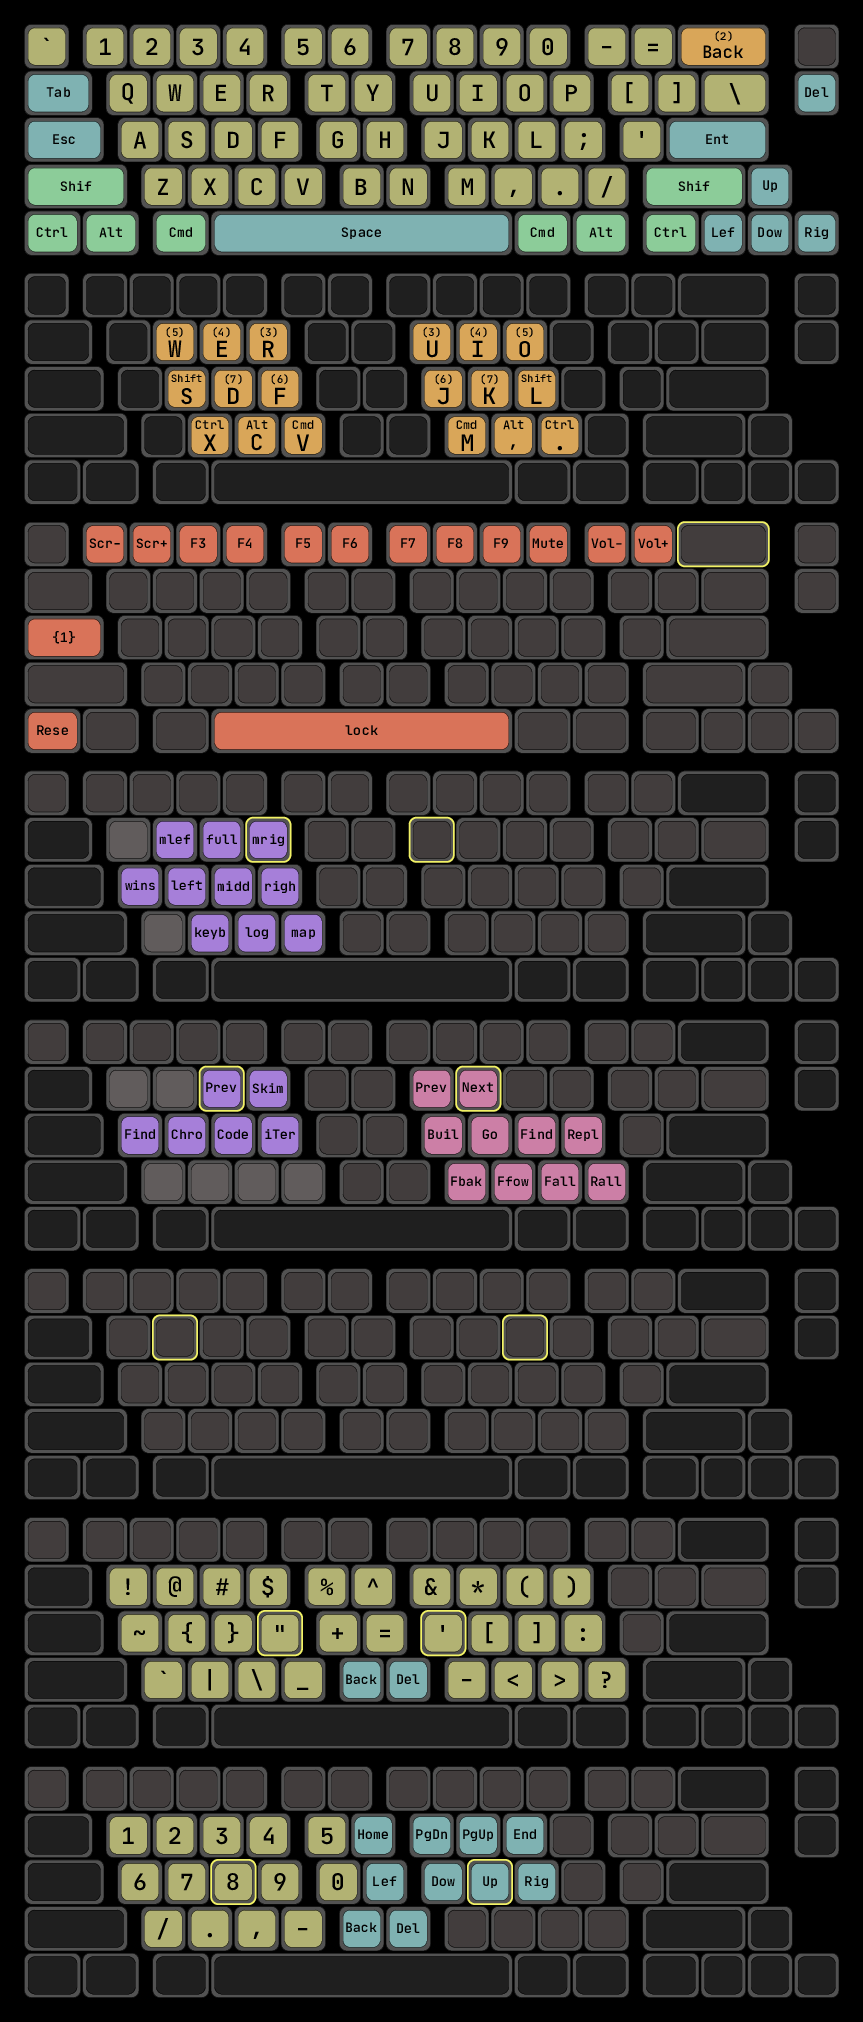 ` 1 2 3 4 5 6 7 8 9 0 - = (2) Back
Tab Q W E R T Y U I O P [ ] \ Del
Esc A S D F G H J K L ; ' Ent
Shif Z X C V B N M , . / Shif Up
Ctrl Alt Cmd Space Cmd Alt Ctrl Lef Dow Rig
(5) W (4) E (3) R (3) U (4) I (5) O
Shift S (7) D (6) F (6) J (7) K Shift L
Ctrl X Alt C Cmd V Cmd M Alt , Ctrl .
Scr- Scr+ F3 F4 F5 F6 F7 F8 F9 Mute Vol- Vol+
{1}
Rese lock
mlef full mrig
wins left midd righ
keyb log map
Prev Skim Prev Next
Find Chro Code iTer Buil Go Find Repl
Fbak Ffow Fall Rall
! @ # $ % ^ & * ( )
~ { } " + = ' [ ] :
` | \ _ Back Del - < > ?
1 2 3 4 5 Home PgDn PgUp End
6 7 8 9 0 Lef Dow Up Rig
/ . , - Back Del